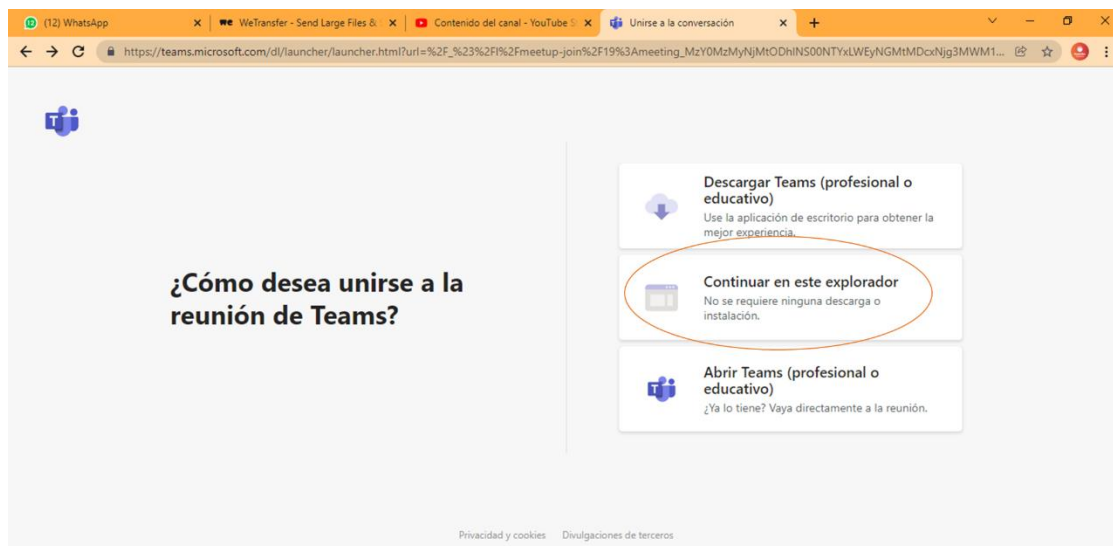 (12) WhatsApp
WeTransfer - Send Large Files &
Contenido del canal - YouTube S
Unirse a la conversación
https://teams.microsoft.com/dl/launcher/launcher.html?url=%2F_%23%2Fl%2Fmeetup-join%2F19%3Ameeting_MzY0MzMyNjMtODhlNS00NTYxLWEyNGMtMDcxNjg3MWM1...
¿Cómo desea unirse a la
reunión de Teams?
Descargar Teams (profesional o
educativo)
Use la aplicación de escritorio para obtener la
mejor experiencia.
Continuar en este explorador
No se requiere ninguna descarga o
instalación.
Abrir Teams (profesional o
educativo)
¿Ya lo tiene? Vaya directamente a la reunión.
Privacidad y cookies
Divulgaciones de terceros